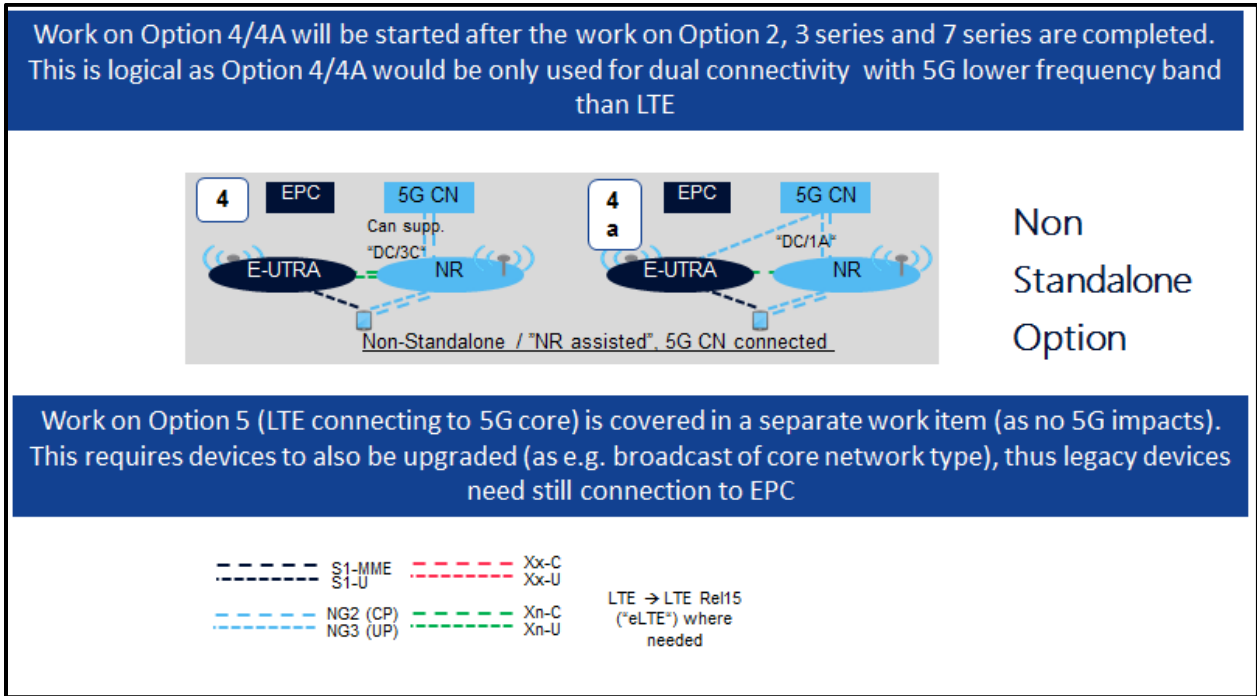 Work on Option 4/4A will be started after the work on Option 2, 3 series and 7 series are completed.
This is logical as Option 4/4A would be only used for dual connectivity with 5G lower frequency band
than LTE
4
EPC
5G CN
Can supp.
"DC/3C"
E-UTRA
NR
4
a
EPC
5G CN
"DC/1A"
E-UTRA
NR
Non-Standalone / "NR assisted", 5G CN connected
Non
Standalone
Option
Work on Option 5 (LTE connecting to 5G core) is covered in a separate work item (as no 5G impacts).
This requires devices to also be upgraded (as e.g. broadcast of core network type), thus legacy devices
need still connection to EPC
S1-MME
S1-U
NG2 (CP)
NG3 (UP)
Xx-C
Xx-U
Xn-C
Xn-U
LTE → LTE Rel15
("eLTE") where
needed